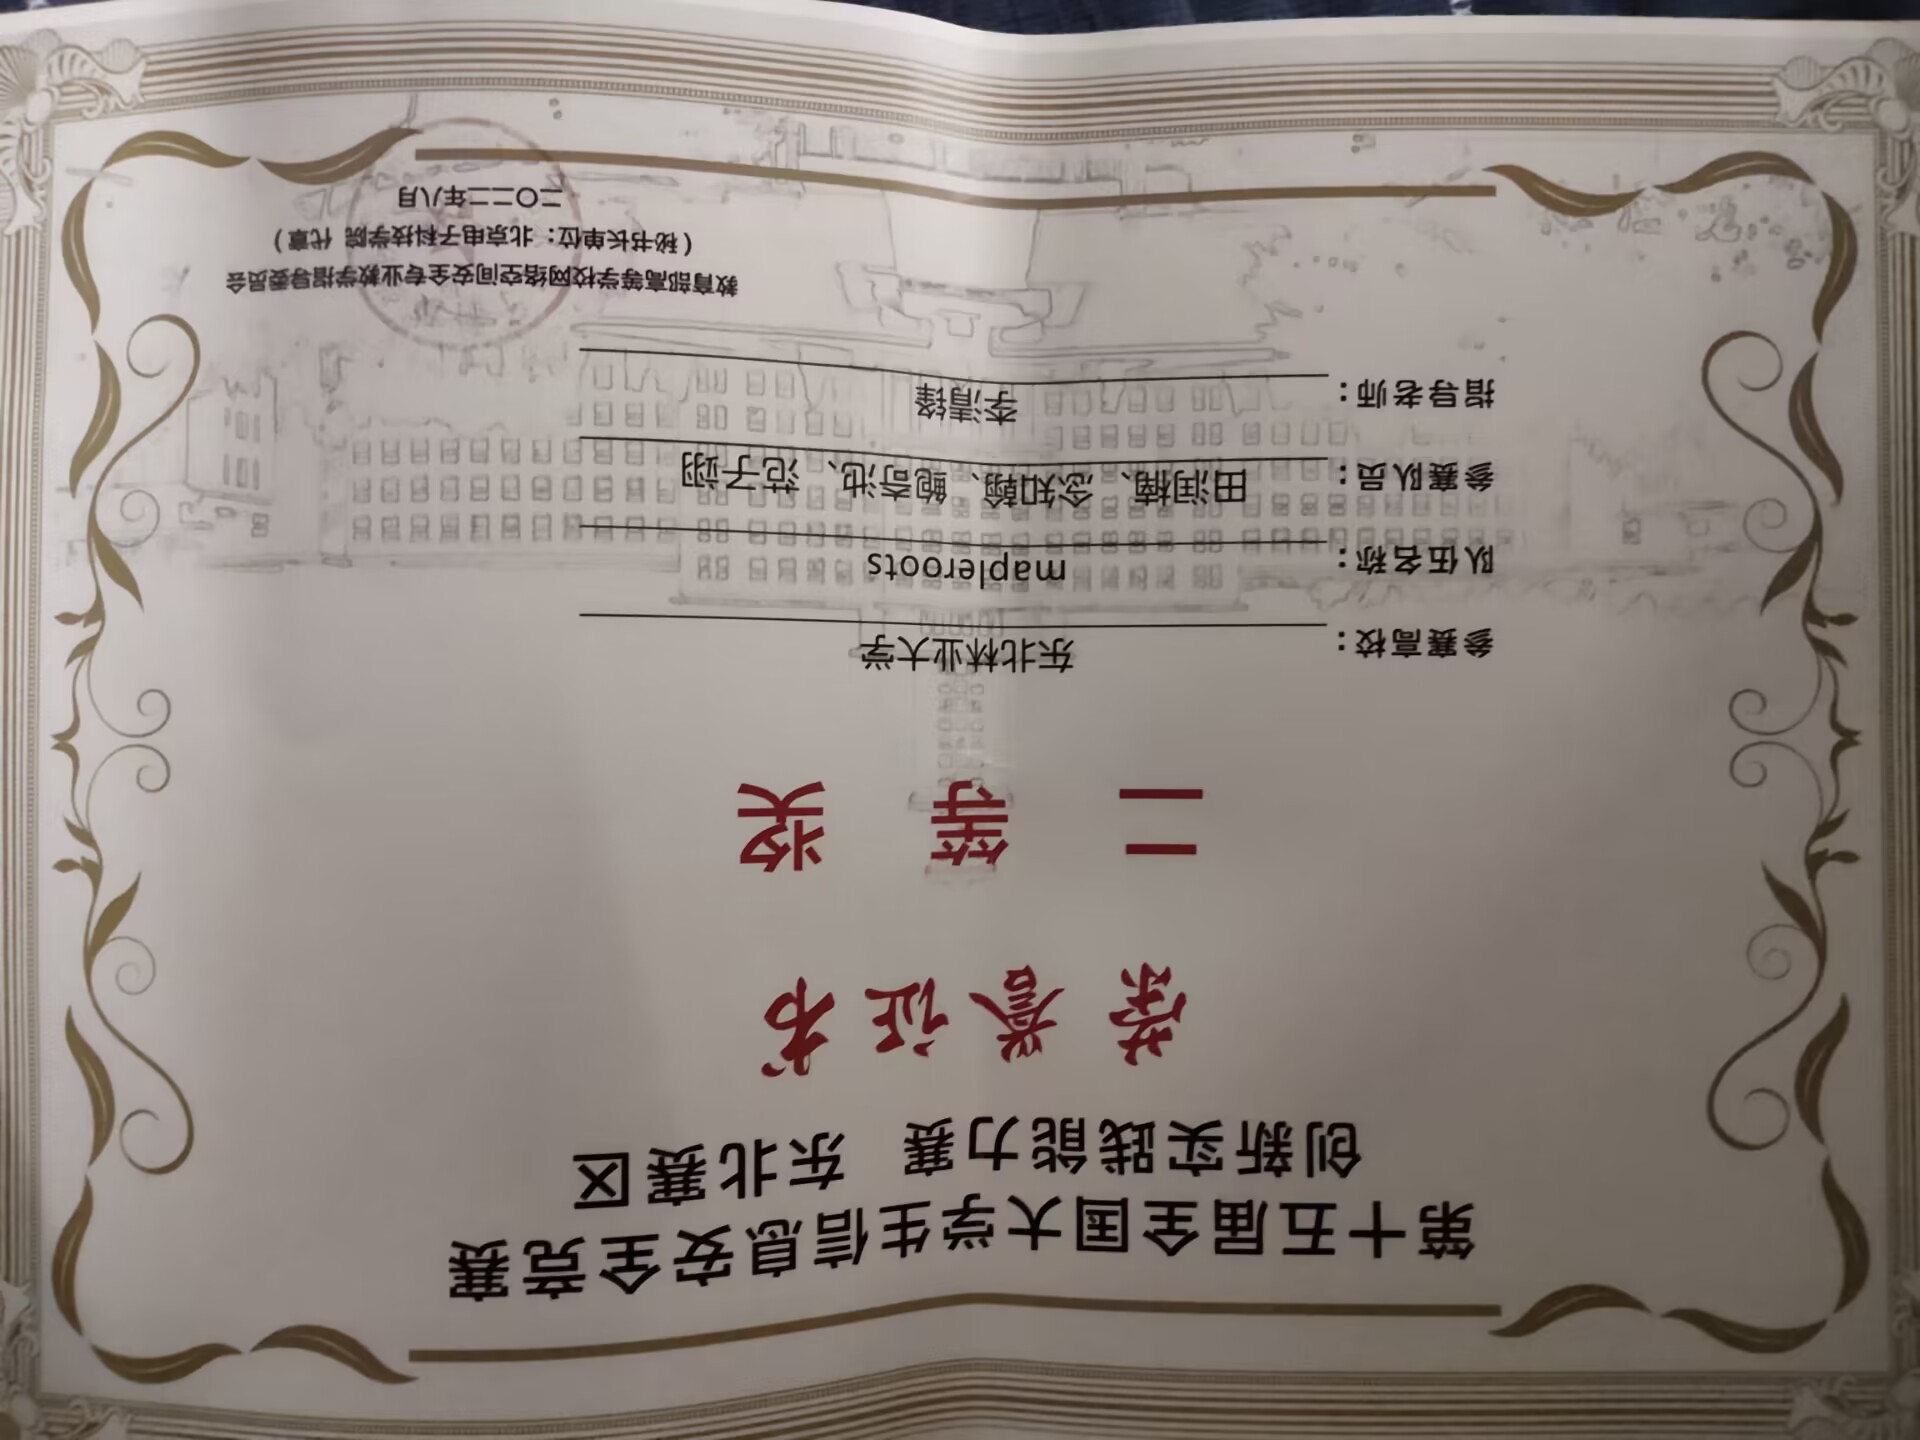 第十五届全国大学生信息安全竞赛
创新实践能力赛 东北赛区
荣誉证书
二等奖
参赛高校：东北林业大学
队伍名称：mapleroots
参赛队员：田润楠、念知翰、鲍奇池、范子翊
指导老师：李清锋
教育部高等学校网络空间安全专业教学指导委员会
（秘书长单位：北京电子科技学院 代章）
二〇二二年八月